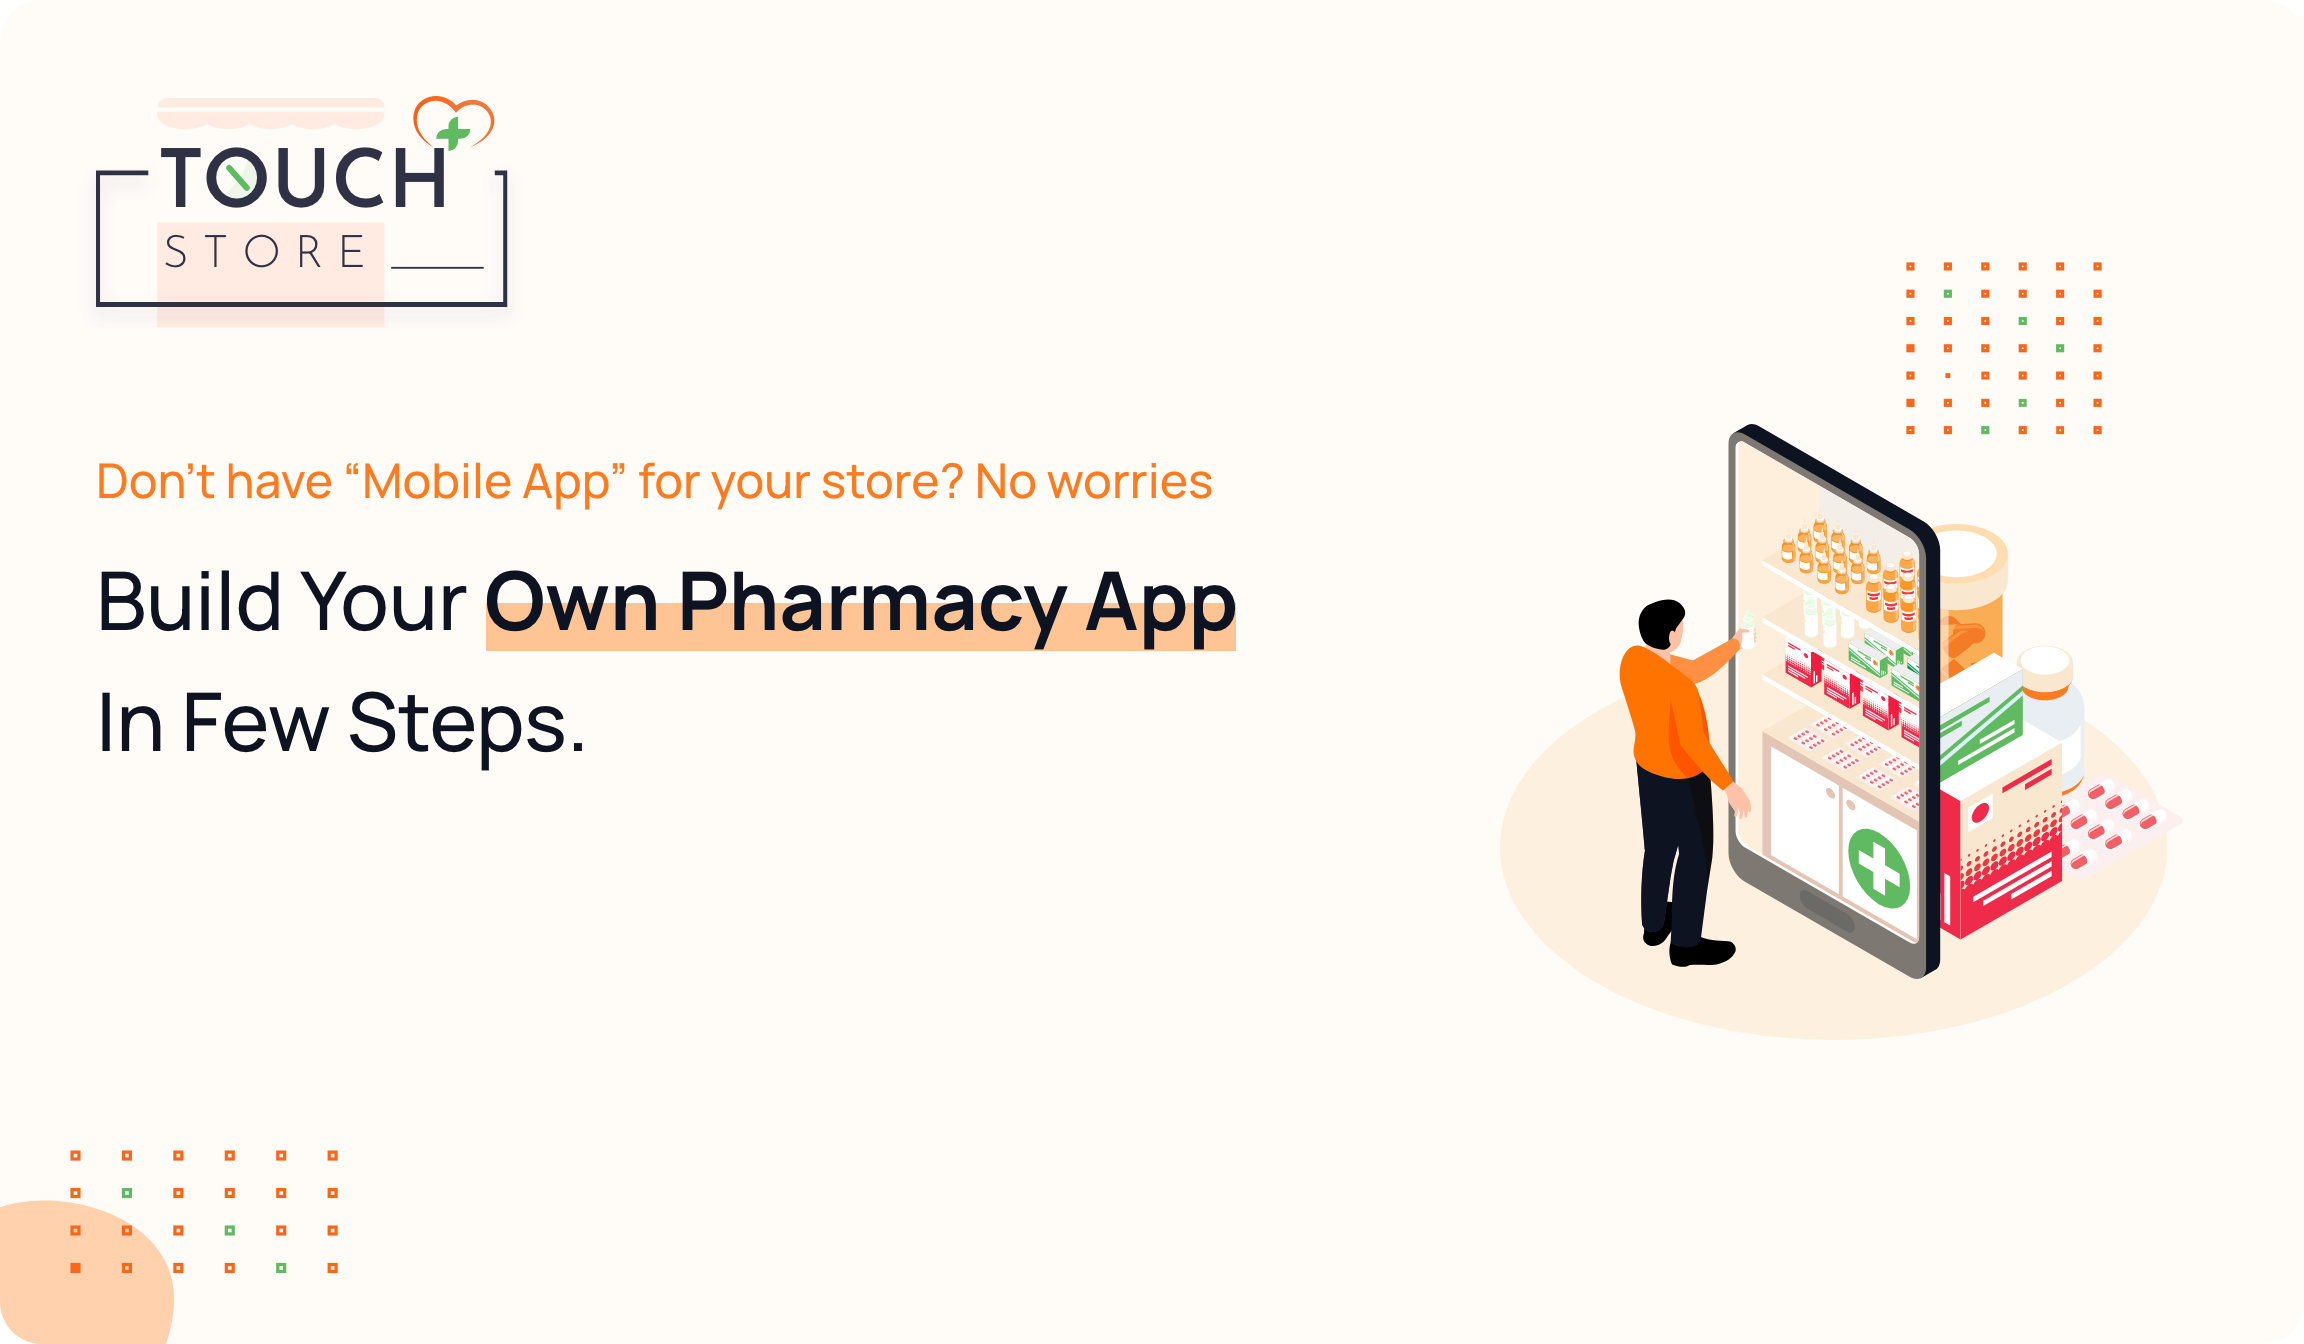 TOUCH
STORE
Don’t have “Mobile App” for your store? No worries
Build Your Own Pharmacy App
In Few Steps.